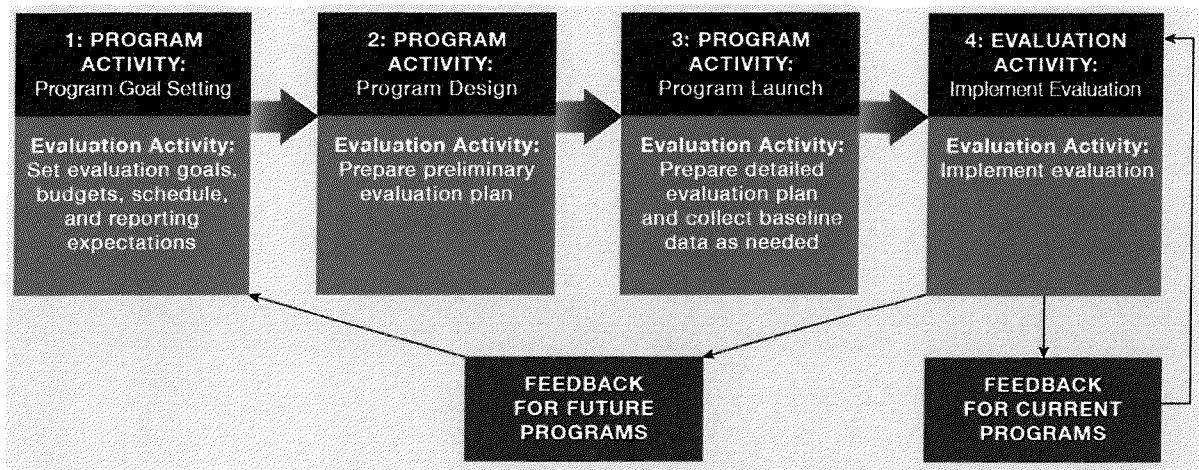 1: PROGRAM
ACTIVITY:
Program Goal Setting
Evaluation Activity:
Set evaluation goals,
budgets, schedule,
and reporting
expectations
2: PROGRAM
ACTIVITY:
Program Design
Evaluation Activity:
Prepare preliminary
evaluation plan
3: PROGRAM
ACTIVITY:
Program Launch
Evaluation Activity:
Prepare detailed
evaluation plan
and collect baseline
data as needed
4: EVALUATION
ACTIVITY:
Implement Evaluation
Evaluation Activity:
Implement evaluation
FEEDBACK
FOR FUTURE
PROGRAMS
FEEDBACK
FOR CURRENT
PROGRAMS